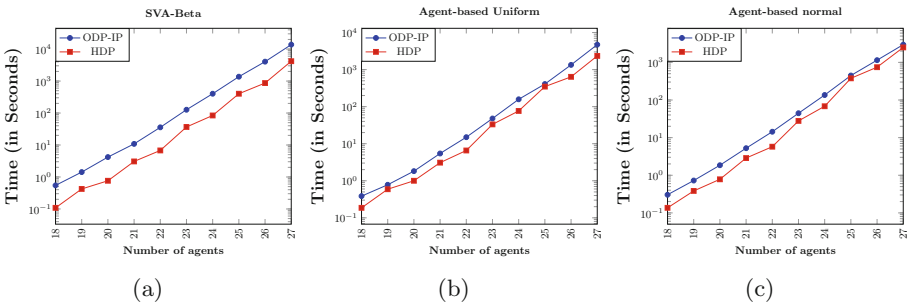 SVA-Beta
ODP-IP
HDP
10^4
10^3
10^2
10^1
10^0
10^−1
18 19 20 21 22 23 24 25 26 27
Time (in Seconds)
Number of agents
(a)
Agent-based Uniform
ODP-IP
HDP
10^4
10^3
10^2
10^1
10^0
10^−1
18 19 20 21 22 23 24 25 26 27
Time (in Seconds)
Number of agents
(b)
Agent-based normal
ODP-IP
HDP
10^3
10^2
10^1
10^0
10^−1
18 19 20 21 22 23 24 25 26 27
Time (in Seconds)
Number of agents
(c)